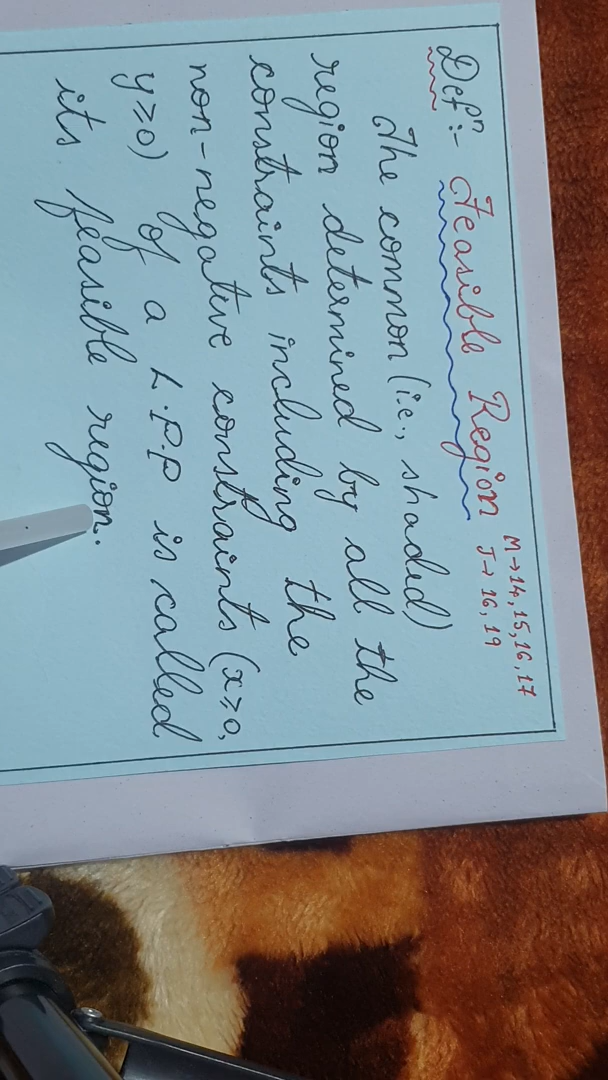 Defⁿ:- Feasible Region M→14,15,16,17
J→16,19
The common (i.e., shaded)
region determined by all the
constraints including the
non-negative constraints (x≥0,
y≥0) of a L.P.P is called
its feasible region.